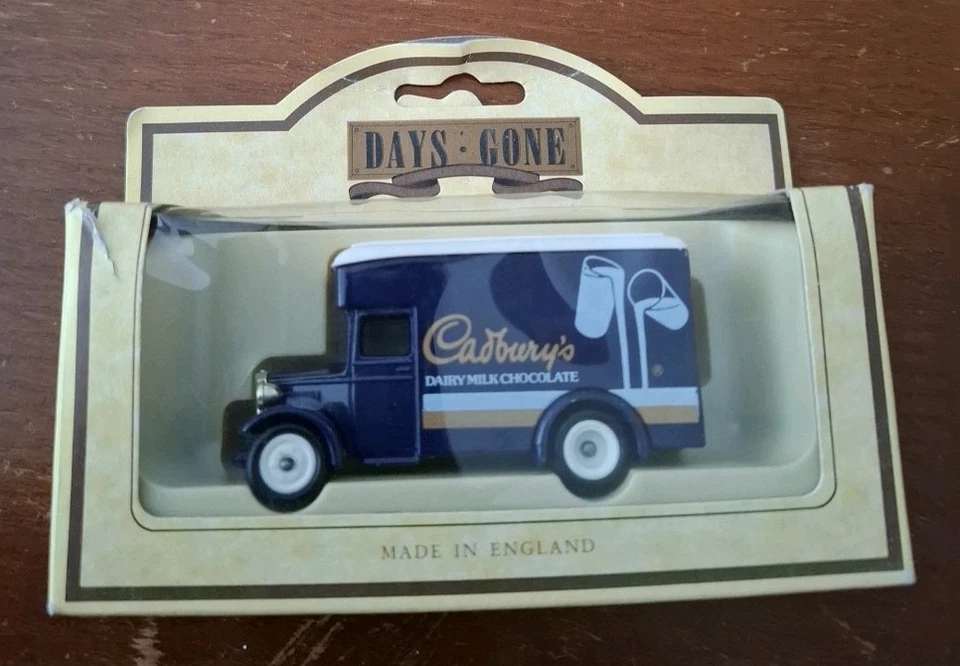 DAYS · GONE
Cadbury's
DAIRY MILK CHOCOLATE
®
MADE IN ENGLAND